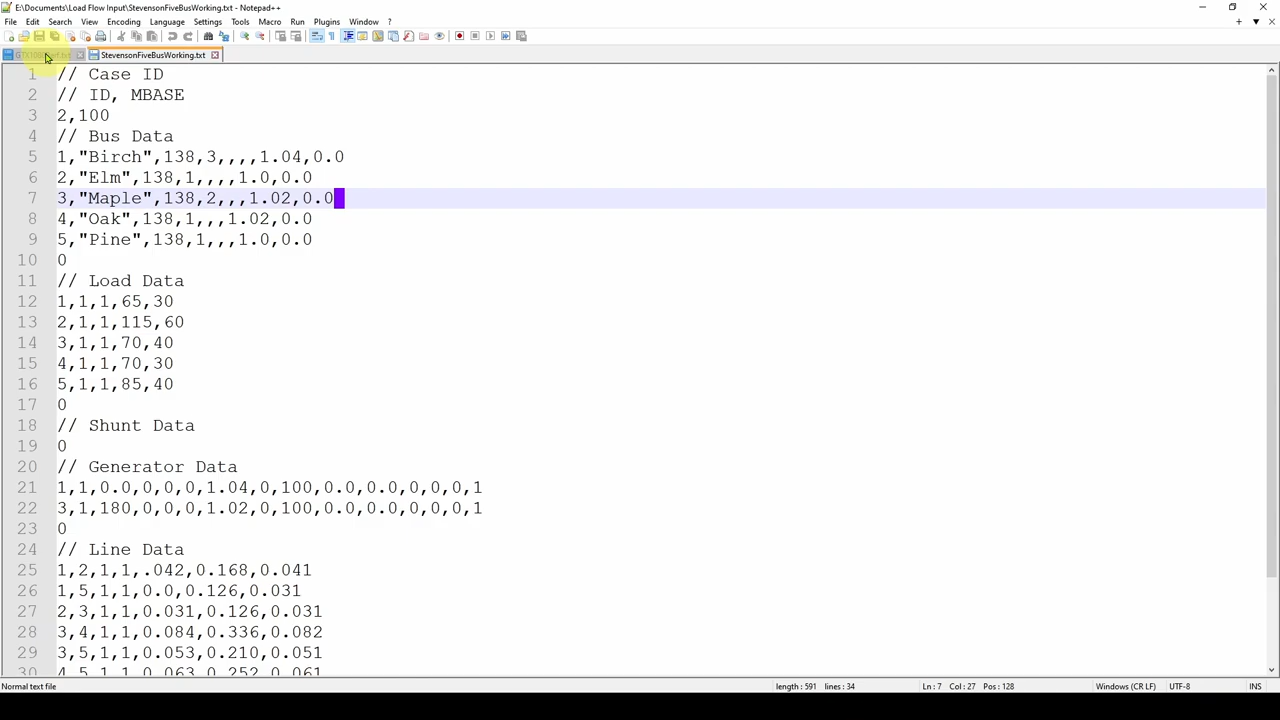 E:\Documents\Load Flow Input\StevensonFiveBusWorking.txt - Notepad++
File Edit Search View Encoding Language Settings Tools Macro Run Plugins Window ?
StevensonFiveBusWorking.txt
1 // Case ID
2 // ID, MBASE
3 2,100
4 // Bus Data
5 1,"Birch",138,3,,,,1.04,0.0
6 2,"Elm",138,1,,,,1.0,0.0
7 3,"Maple",138,2,,,1.02,0.0
8 4,"Oak",138,1,,,1.02,0.0
9 5,"Pine",138,1,,,1.0,0.0
10 0
11 // Load Data
12 1,1,1,65,30
13 2,1,1,115,60
14 3,1,1,70,40
15 4,1,1,70,30
16 5,1,1,85,40
17 0
18 // Shunt Data
19 0
20 // Generator Data
21 1,1,0.0,0,0,0,1.04,0,100,0.0,0.0,0,0,0,1
22 3,1,180,0,0,0,1.02,0,100,0.0,0.0,0,0,0,1
23 0
24 // Line Data
25 1,2,1,1,.042,0.168,0.041
26 1,5,1,1,0.0,0.126,0.031
27 2,3,1,1,0.031,0.126,0.031
28 3,4,1,1,0.084,0.336,0.082
29 3,5,1,1,0.053,0.210,0.051
30 4,5,1,1,0.063,0.252,0.061
Normal text file length : 591 lines : 34 Ln : 7 Col : 27 Pos : 128 Windows (CR LF) UTF-8 INS